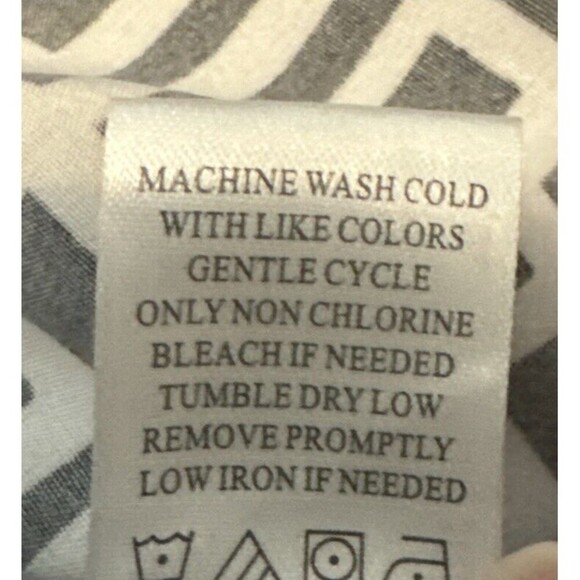 MACHINE WASH COLD
WITH LIKE COLORS
GENTLE CYCLE
ONLY NON CHLORINE
BLEACH IF NEEDED
TUMBLE DRY LOW
REMOVE PROMPTLY
LOW IRON IF NEEDED